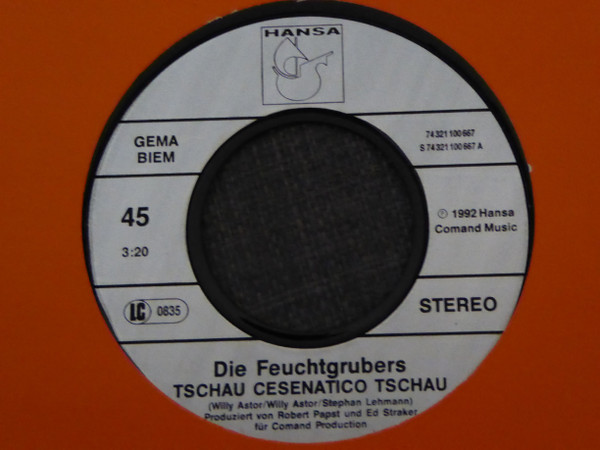 HANSA
GEMA
BIEM
74 321 100 667
S 74 321 100 667 A
45
3:20
℗ 1992 Hansa
Comand Music
LC 0835
STEREO
Die Feuchtgrubers
TSCHAU CESENATICO TSCHAU
(Willy Astor/Willy Astor/Stephan Lehmann)
Produziert von Robert Papst und Ed Straker
für Comand Production